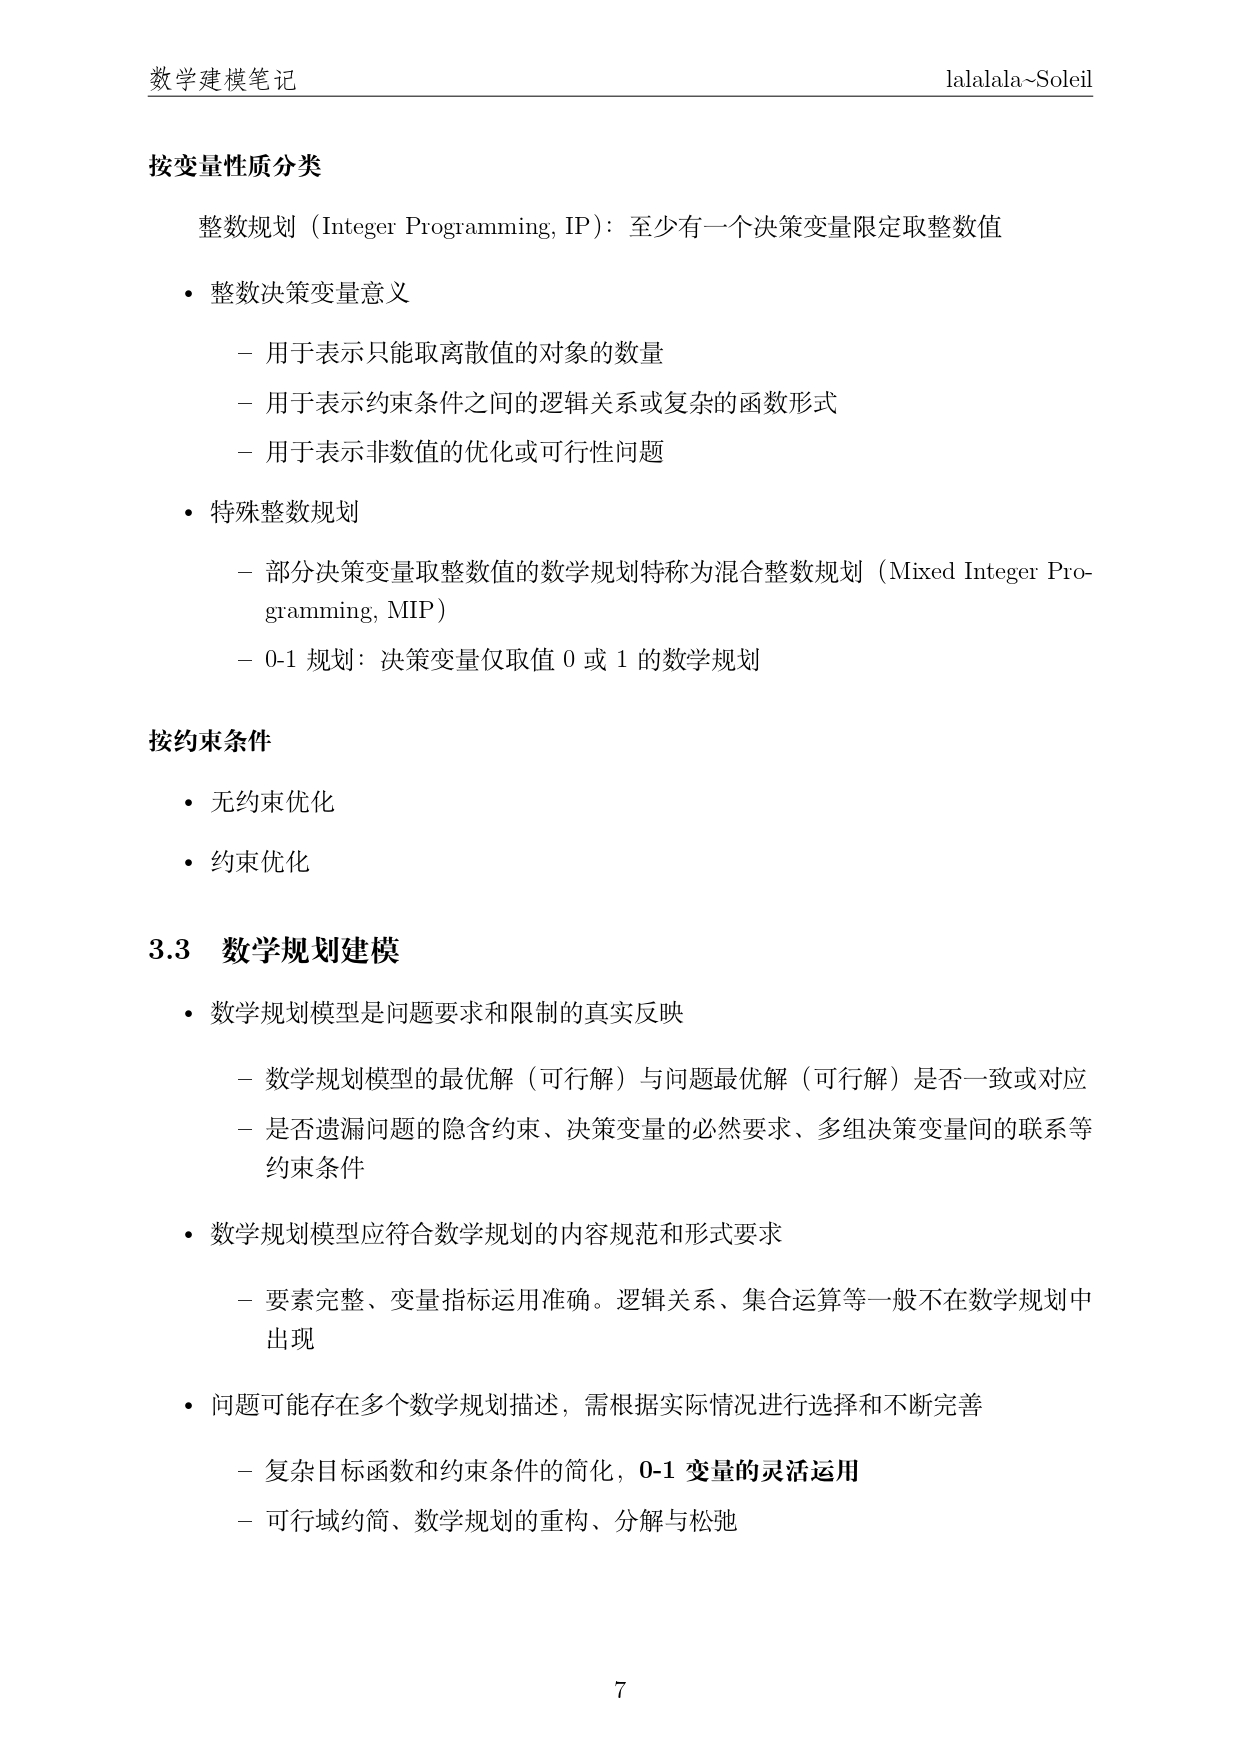 数学建模笔记
lalalala~Soleil
按变量性质分类
整数规划（Integer Programming, IP）：至少有一个决策变量限定取整数值
• 整数决策变量意义
– 用于表示只能取离散值的对象的数量
– 用于表示约束条件之间的逻辑关系或复杂的函数形式
– 用于表示非数值的优化或可行性问题
• 特殊整数规划
– 部分决策变量取整数值的数学规划特称为混合整数规划（Mixed Integer Pro-
gramming, MIP）
– 0-1 规划：决策变量仅取值 0 或 1 的数学规划
按约束条件
• 无约束优化
• 约束优化
3.3 数学规划建模
• 数学规划模型是问题要求和限制的真实反映
– 数学规划模型的最优解（可行解）与问题最优解（可行解）是否一致或对应
– 是否遗漏问题的隐含约束、决策变量的必然要求、多组决策变量间的联系等
约束条件
• 数学规划模型应符合数学规划的内容规范和形式要求
– 要素完整、变量指标运用准确。逻辑关系、集合运算等一般不在数学规划中
出现
• 问题可能存在多个数学规划描述，需根据实际情况进行选择和不断完善
– 复杂目标函数和约束条件的简化，0-1 变量的灵活运用
– 可行域约简、数学规划的重构、分解与松弛
7